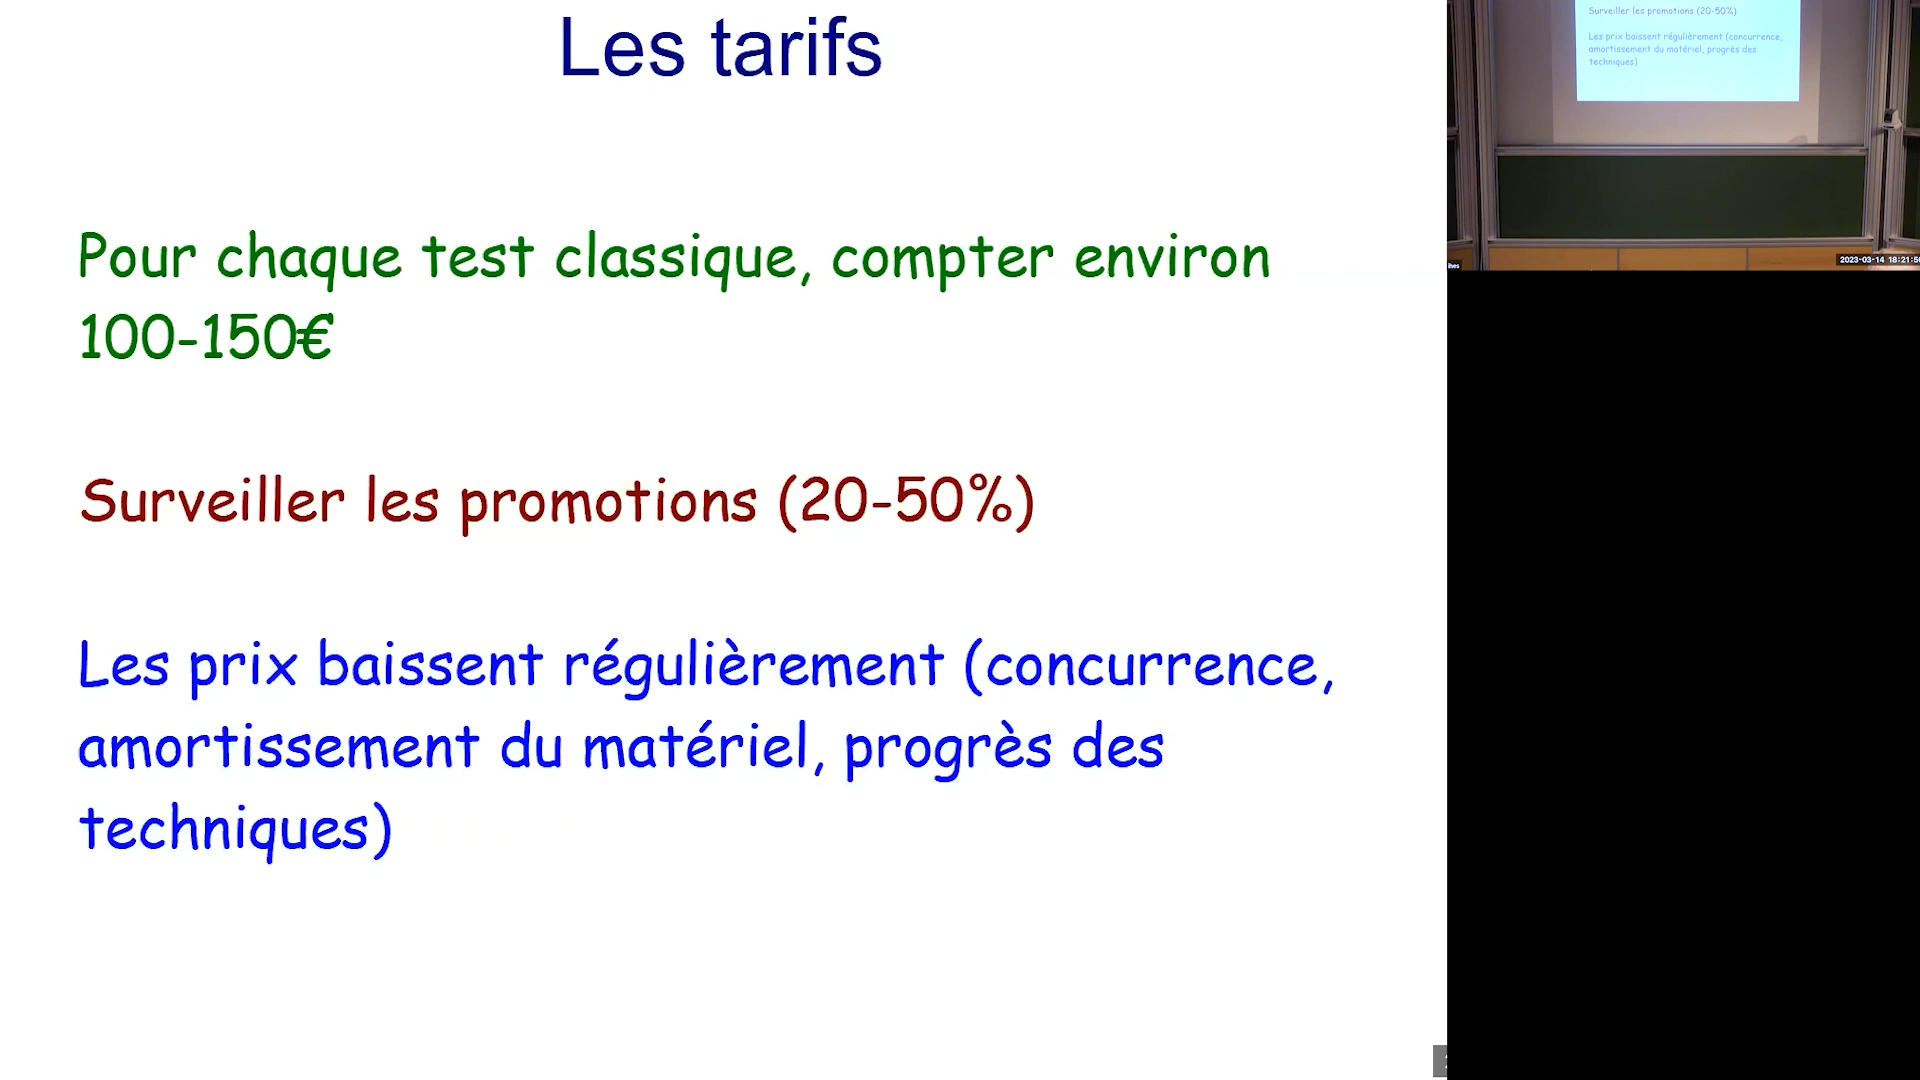 Les tarifs
Pour chaque test classique, compter environ
100-150€
Surveiller les promotions (20-50%)
Les prix baissent régulièrement (concurrence,
amortissement du matériel, progrès des
techniques)
Surveiller les promotions (20-50%)
Les prix baissent régulièrement (concurrence,
amortissement du matériel, progrès des
techniques)
2023-03-14 18:21:5